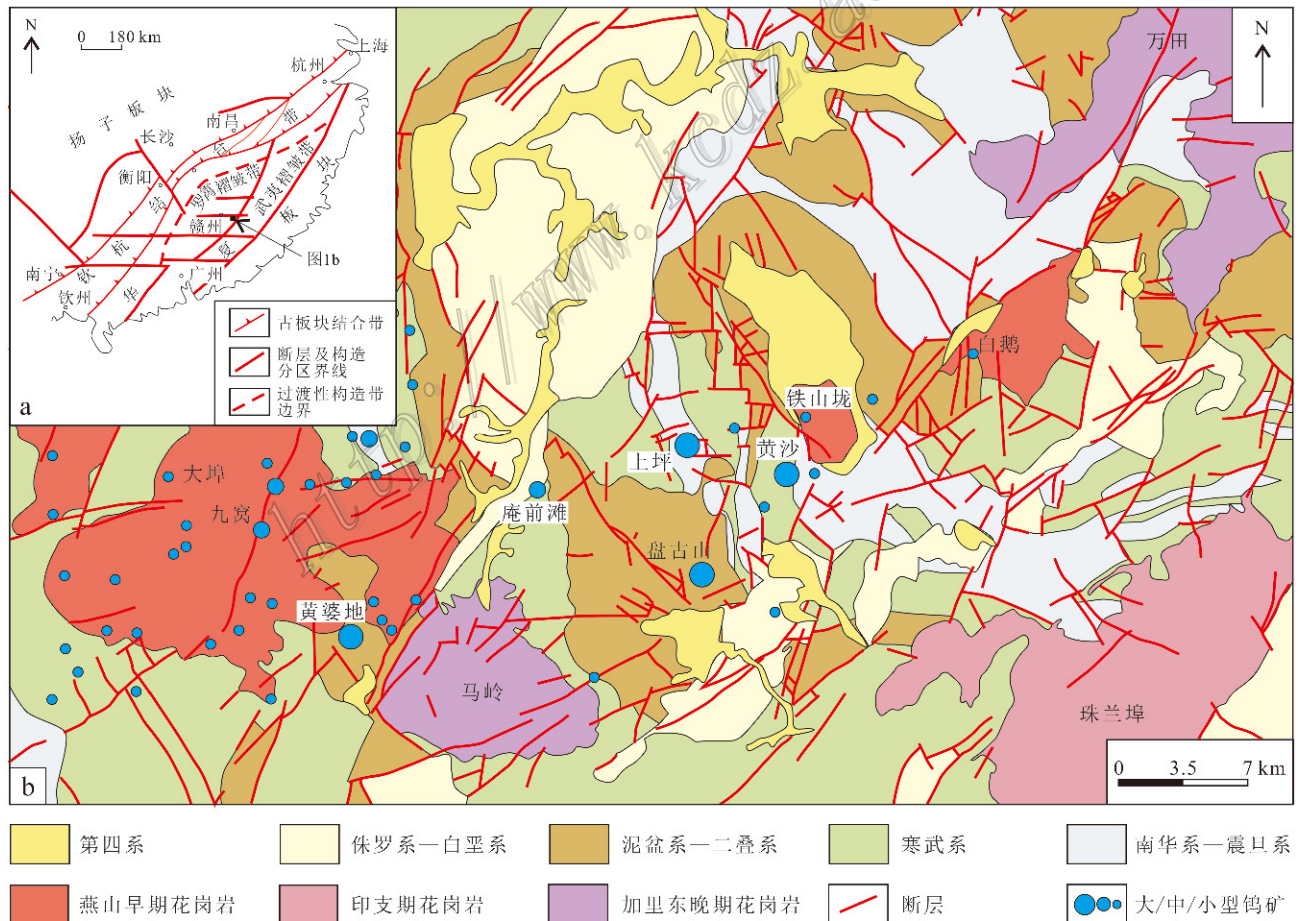 N
0 180 km
上海
杭州
扬子板块
南昌
长沙
衡阳
钦杭结合带
罗霄褶皱带
武夷褶皱带
华夏板块
赣州
图1b
南宁
广州
钦州
古板块结合带
断层及构造
分区界线
过渡性构造带
边界
a
N
万田
白鹅
铁山垅
上坪
黄沙
大埠
九窝
庵前滩
盘古山
黄婆地
马岭
珠兰埠
0 3.5 7 km
b
http://www.kcdz.a
第四系
侏罗系—白垩系
泥盆系—二叠系
寒武系
南华系—震旦系
燕山早期花岗岩
印支期花岗岩
加里东晚期花岗岩
断层
大/中/小型钨矿